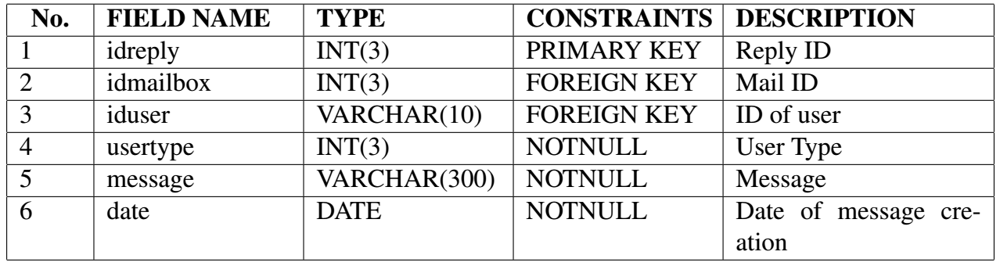 No. FIELD NAME TYPE CONSTRAINTS DESCRIPTION
1 idreply INT(3) PRIMARY KEY Reply ID
2 idmailbox INT(3) FOREIGN KEY Mail ID
3 iduser VARCHAR(10) FOREIGN KEY ID of user
4 usertype INT(3) NOTNULL User Type
5 message VARCHAR(300) NOTNULL Message
6 date DATE NOTNULL Date of message cre-
ation